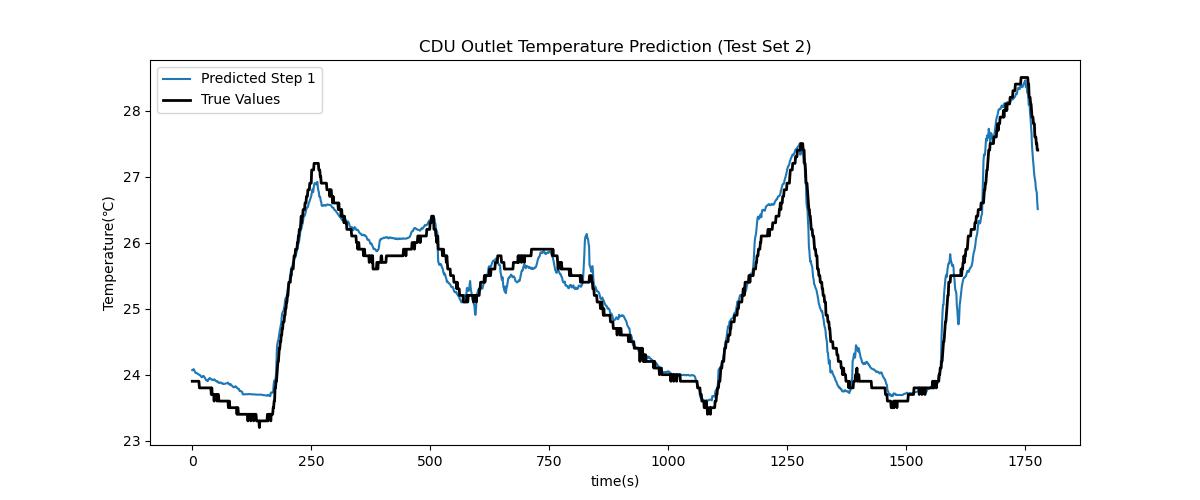 CDU Outlet Temperature Prediction (Test Set 2)
Predicted Step 1
True Values
Temperature(℃)
28
27
26
25
24
23
0 250 500 750 1000 1250 1500 1750
time(s)